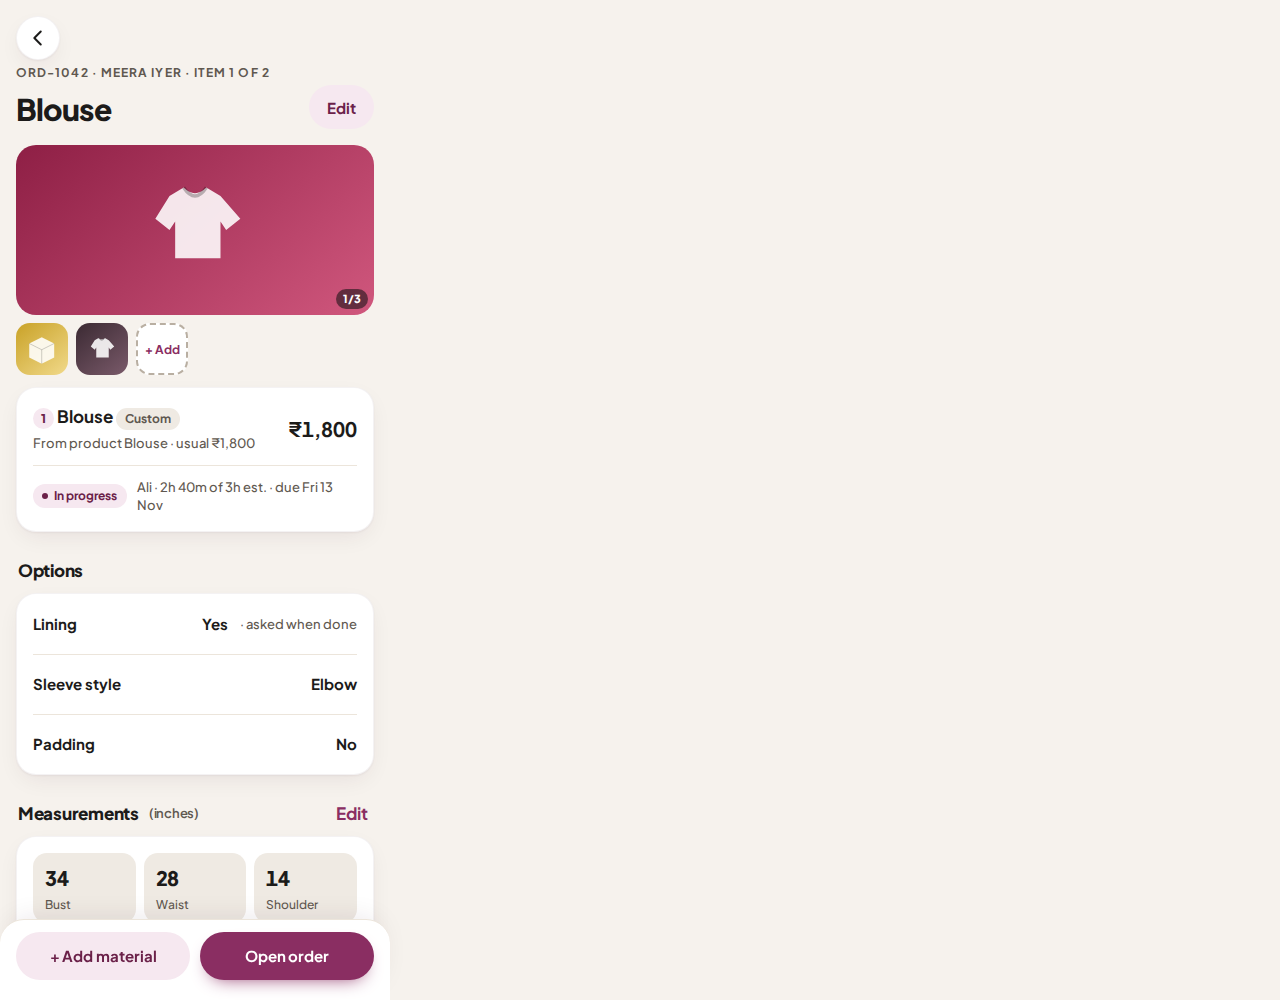 ORD-1042 · MEERA IYER · ITEM 1 OF 2
Blouse
Edit
1/3
+ Add
1 Blouse Custom
₹1,800
From product Blouse · usual ₹1,800
In progress
Ali · 2h 40m of 3h est. · due Fri 13
Nov
Options
Lining Yes · asked when done
Sleeve style Elbow
Padding No
Measurements (inches) Edit
34 28 14
Bust Waist Shoulder
+ Add material Open order